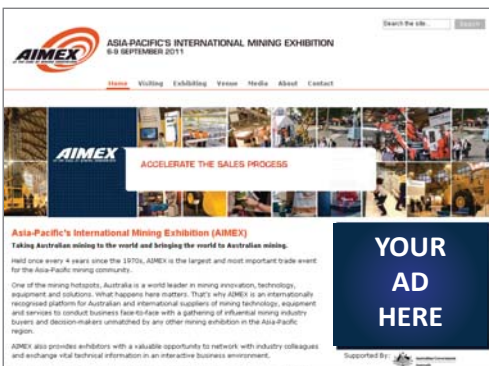 Search the site...
Search
AIMEX
ASIA-PACIFIC'S INTERNATIONAL MINING EXHIBITION
6-9 SEPTEMBER 2011
Home Visiting Exhibiting Venue Media About Contact
AIMEX
ACCELERATE THE SALES PROCESS
Asia-Pacific's International Mining Exhibition (AIMEX)
Taking Australian mining to the world and bringing the world to Australian mining.
Held once every 4 years since the 1970s, AIMEX is the largest and most important trade event
for the Asia-Pacific mining community.
One of the mining hotspots, Australia is a world leader in mining innovation, technology,
equipment and solutions. What happens here matters. That's why AIMEX is an internationally
recognised platform for Australian and international suppliers of mining technology, equipment
and services to conduct business face-to-face with a gathering of influential mining industry
buyers and decision-makers unmatched by any other mining exhibition in the Asia-Pacific
region.
AIMEX also provides exhibitors with a valuable opportunity to network with industry colleagues
and exchange vital technical information in an interactive business environment.
YOUR
AD
HERE
Supported By:
Australian Government